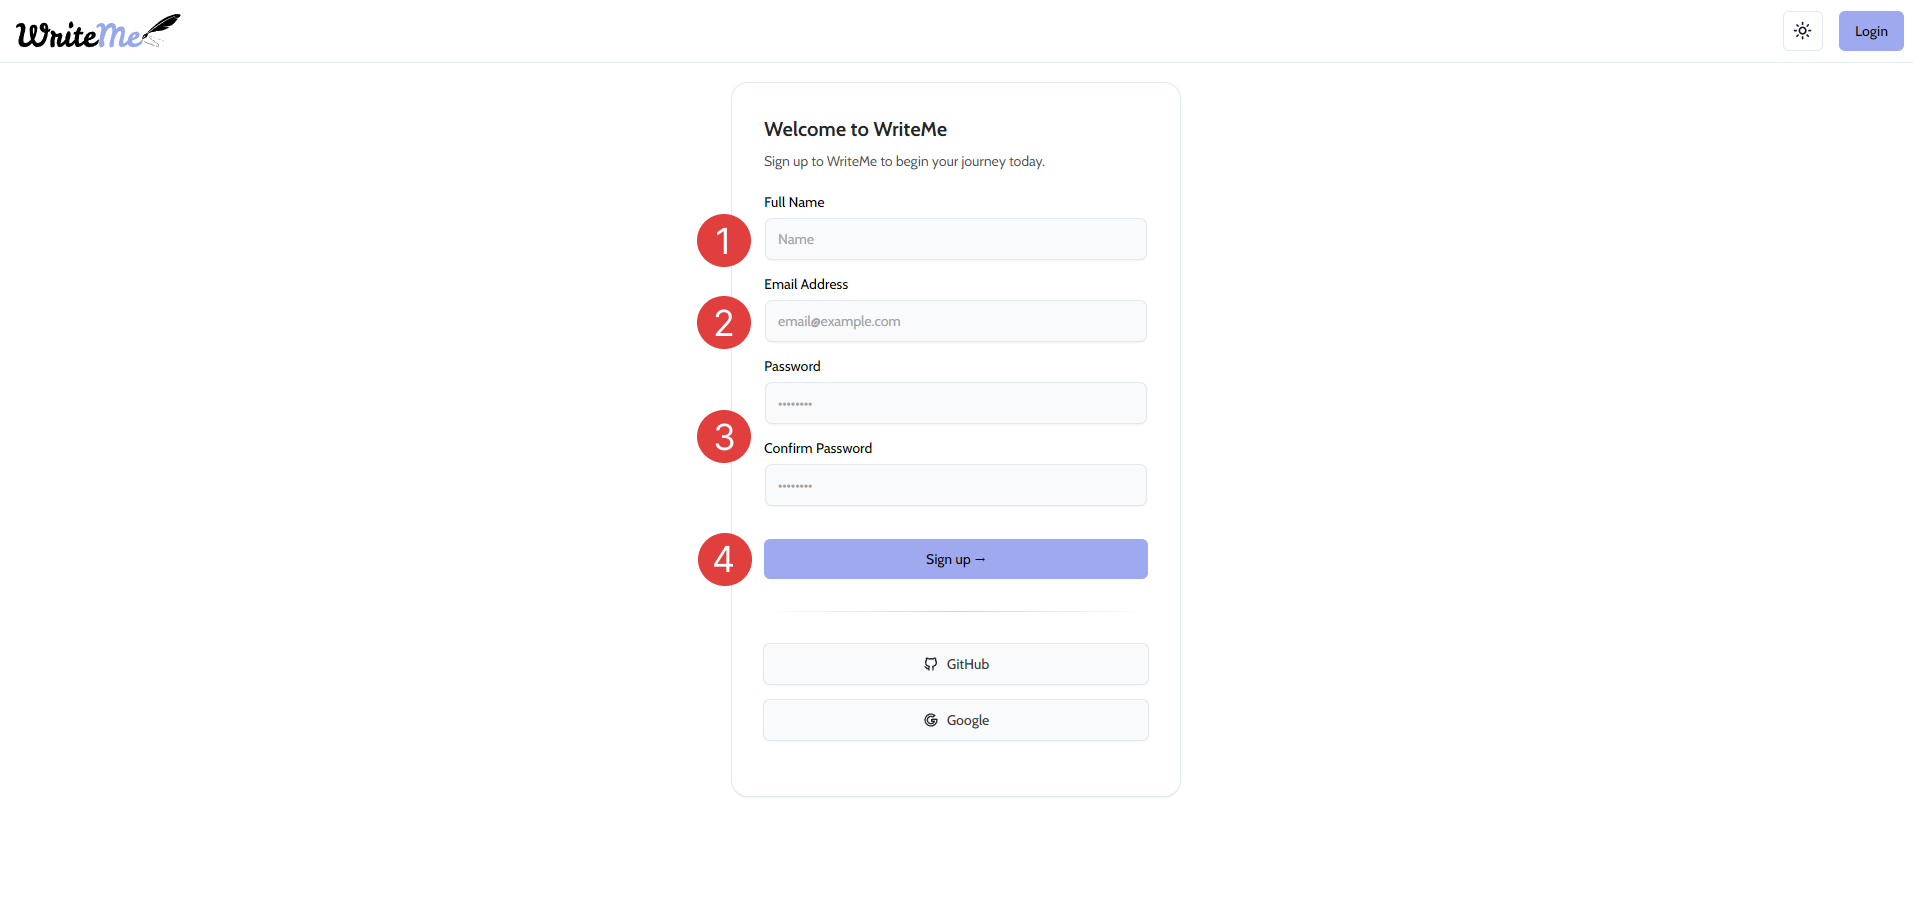 WriteMe
Login
Welcome to WriteMe
Sign up to WriteMe to begin your journey today.
Full Name
1
Name
Email Address
2
email@example.com
Password
••••••••
3
Confirm Password
••••••••
4
Sign up →
GitHub
Google